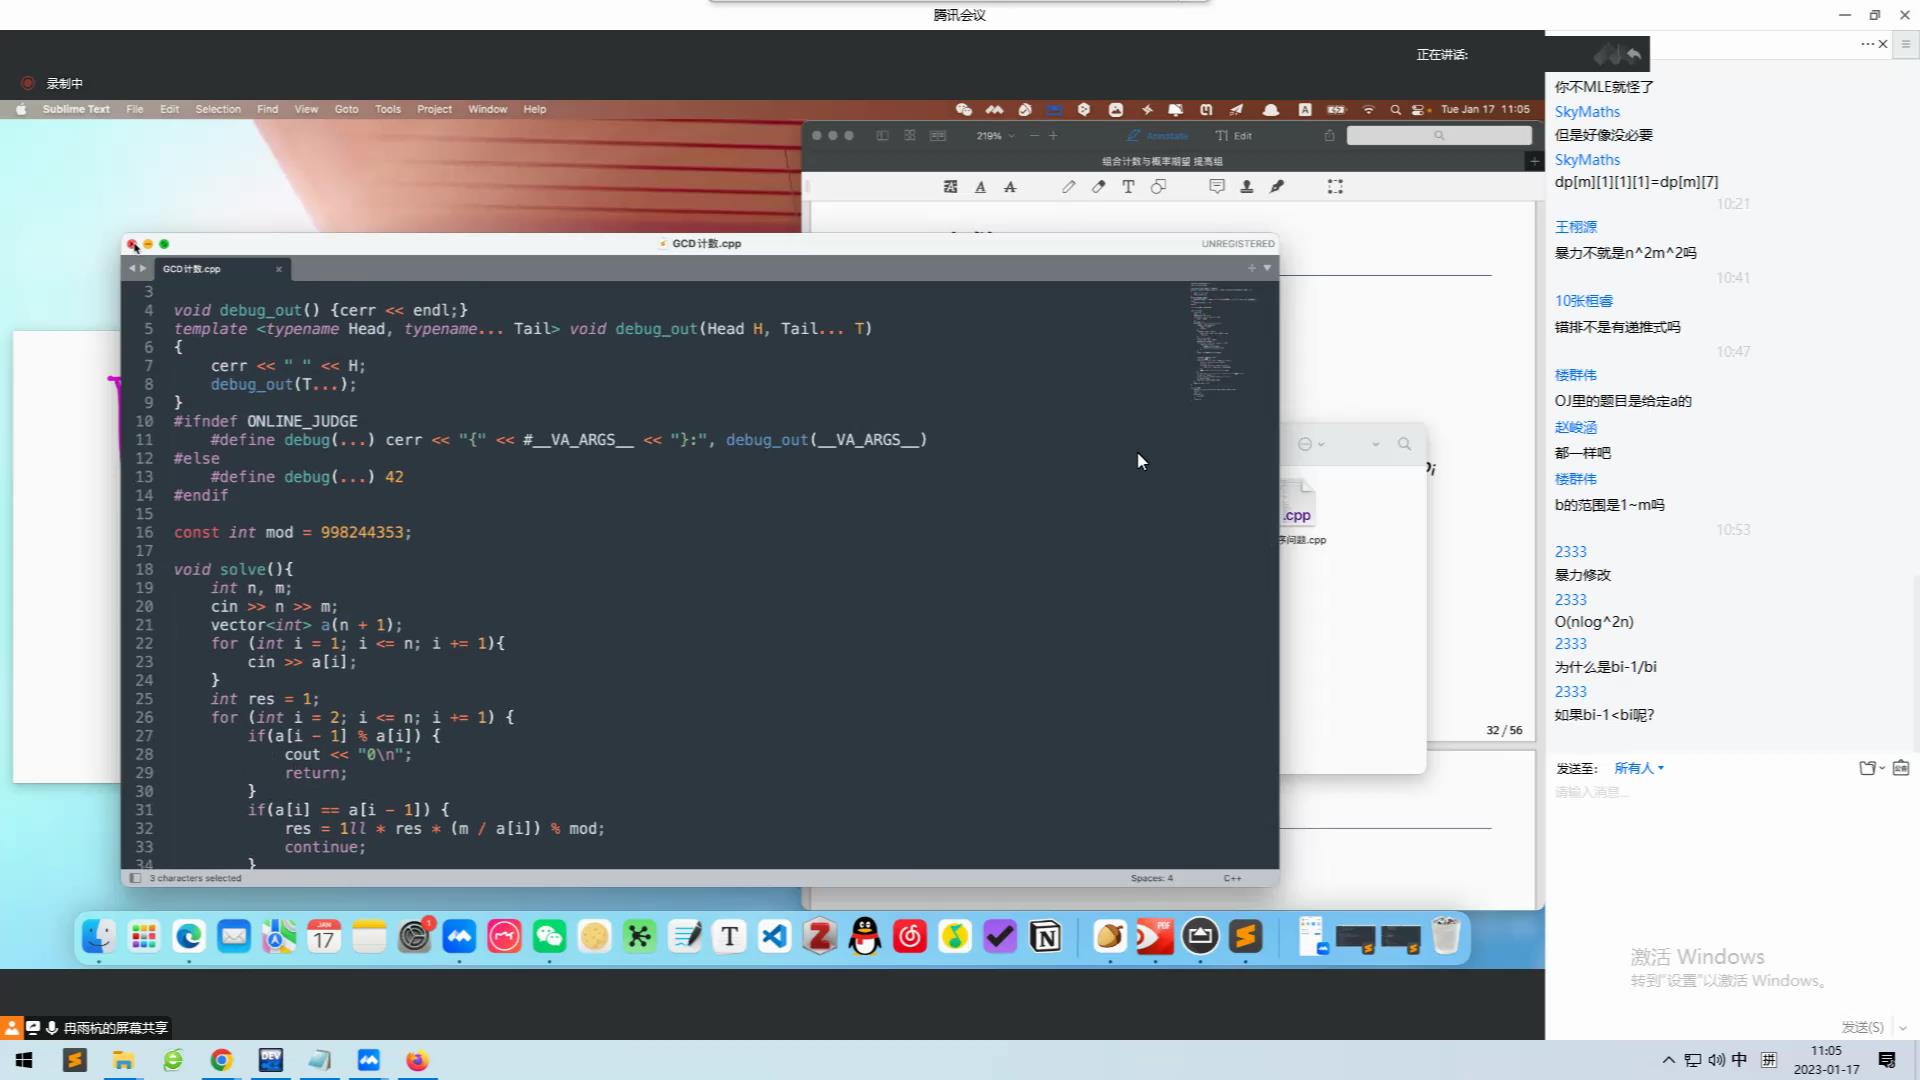 腾讯会议
正在讲话:
录制中
Sublime Text File Edit Selection Find View Goto Tools Project Window Help
Tue Jan 17 11:05
219%
Annotate
Edit
组合计数与概率期望 提高组
GCD计数.cpp
UNREGISTERED
GCD计数.cpp
3
4 void debug_out() {cerr << endl;}
5 template <typename Head, typename... Tail> void debug_out(Head H, Tail... T)
6 {
7 cerr << " " << H;
8 debug_out(T...);
9 }
10 #ifndef ONLINE_JUDGE
11 #define debug(...) cerr << "{" << #__VA_ARGS__ << "}:", debug_out(__VA_ARGS__)
12 #else
13 #define debug(...) 42
14 #endif
15
16 const int mod = 998244353;
17
18 void solve(){
19 int n, m;
20 cin >> n >> m;
21 vector<int> a(n + 1);
22 for (int i = 1; i <= n; i += 1){
23 cin >> a[i];
24 }
25 int res = 1;
26 for (int i = 2; i <= n; i += 1) {
27 if(a[i - 1] % a[i]) {
28 cout << "0\n";
29 return;
30 }
31 if(a[i] == a[i - 1]) {
32 res = 1ll * res * (m / a[i]) % mod;
33 continue;
34 }
3 characters selected
Spaces: 4
C++
.cpp
序问题.cpp
32 / 56
JAN
17
冉雨杭的屏幕共享
你不MLE就怪了
SkyMaths
但是好像没必要
SkyMaths
dp[m][1][1][1]=dp[m][7]
10:21
王栩源
暴力不就是n^2m^2吗
10:41
10张桓睿
错排不是有递推式吗
10:47
楼群伟
OJ里的题目是给定a的
赵峻涵
都一样吧
楼群伟
b的范围是1~m吗
10:53
2333
暴力修改
2333
O(nlog^2n)
2333
为什么是bi-1/bi
2333
如果bi-1<bi呢?
发送至: 所有人
请输入消息...
激活 Windows
转到"设置"以激活 Windows。
发送(S)
中
拼
11:05
2023-01-17